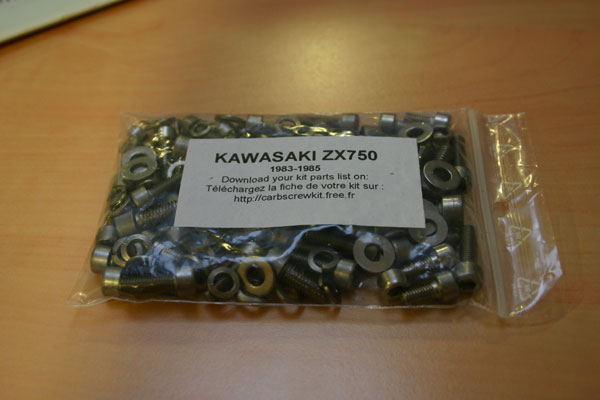 KAWASAKI ZX750
1983-1985
Download your kit parts list on:
Téléchargez la fiche de votre kit sur :
http://carbscrewkit.free.fr